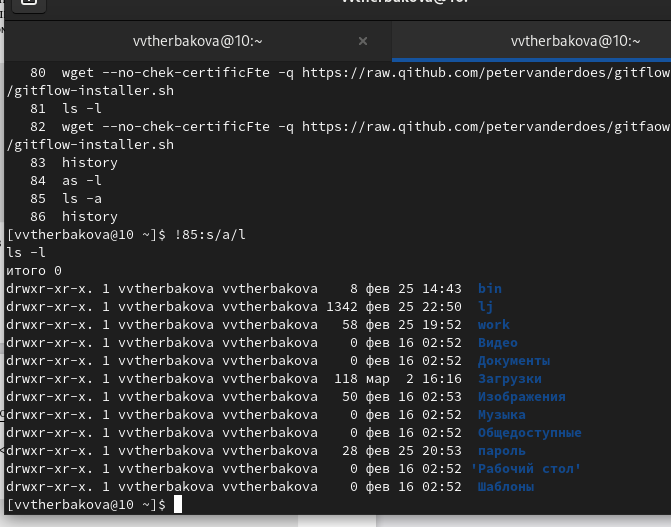 vvtherbakova@10:~
vvtherbakova@10:~ × vvtherbakova@10:~
80 wget --no-chek-certificFte -q https://raw.qithub.com/petervanderdoes/gitflow
/gitflow-installer.sh
81 ls -l
82 wget --no-chek-certificFte -q https://raw.qithub.com/petervanderdoes/gitfaow
/gitflow-installer.sh
83 history
84 as -l
85 ls -a
86 history
[vvtherbakova@10 ~]$ !85:s/a/l
ls -l
итого 0
drwxr-xr-x. 1 vvtherbakova vvtherbakova 8 фев 25 14:43 bin
drwxr-xr-x. 1 vvtherbakova vvtherbakova 1342 фев 25 22:50 lj
drwxr-xr-x. 1 vvtherbakova vvtherbakova 58 фев 25 19:52 work
drwxr-xr-x. 1 vvtherbakova vvtherbakova 0 фев 16 02:52 Видео
drwxr-xr-x. 1 vvtherbakova vvtherbakova 0 фев 16 02:52 Документы
drwxr-xr-x. 1 vvtherbakova vvtherbakova 118 мар 2 16:16 Загрузки
drwxr-xr-x. 1 vvtherbakova vvtherbakova 50 фев 16 02:53 Изображения
drwxr-xr-x. 1 vvtherbakova vvtherbakova 0 фев 16 02:52 Музыка
drwxr-xr-x. 1 vvtherbakova vvtherbakova 0 фев 16 02:52 Общедоступные
drwxr-xr-x. 1 vvtherbakova vvtherbakova 28 фев 25 20:53 пароль
drwxr-xr-x. 1 vvtherbakova vvtherbakova 0 фев 16 02:52 'Рабочий стол'
drwxr-xr-x. 1 vvtherbakova vvtherbakova 0 фев 16 02:52 Шаблоны
[vvtherbakova@10 ~]$